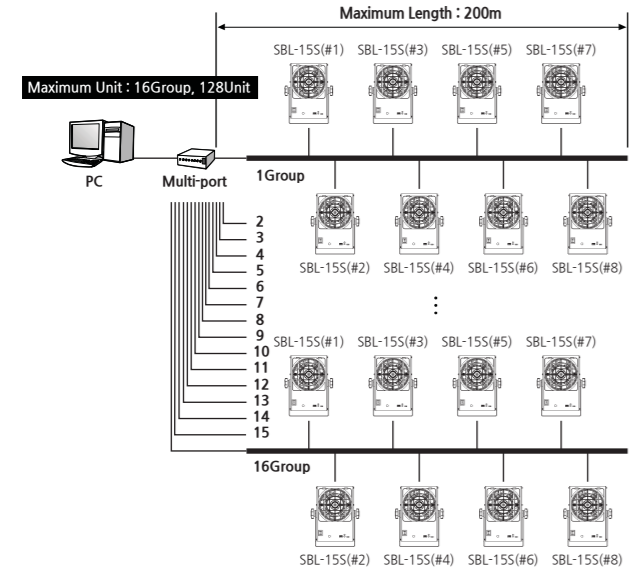 Maximum Length : 200m
SBL-15S(#1) SBL-15S(#3) SBL-15S(#5) SBL-15S(#7)
Maximum Unit : 16Group, 128Unit
PC
Multi-port
1Group
SBL-15S(#2) SBL-15S(#4) SBL-15S(#6) SBL-15S(#8)
2
3
4
5
6
7
8
9
10
11
12
13
14
15
SBL-15S(#1) SBL-15S(#3) SBL-15S(#5) SBL-15S(#7)
16Group
SBL-15S(#2) SBL-15S(#4) SBL-15S(#6) SBL-15S(#8)